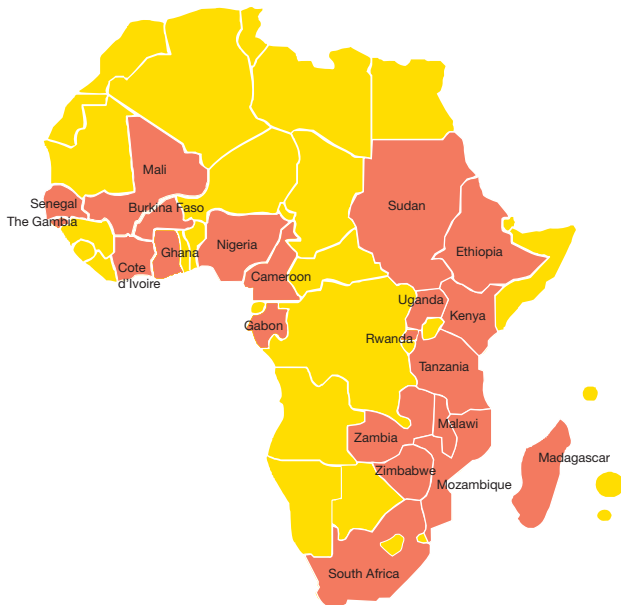 Mali
Senegal
Burkina Faso
Sudan
The Gambia
Nigeria
Ghana
Ethiopia
Cote
d'Ivoire
Cameroon
Uganda
Kenya
Gabon
Rwanda
Tanzania
Malawi
Zambia
Madagascar
Zimbabwe
Mozambique
South Africa